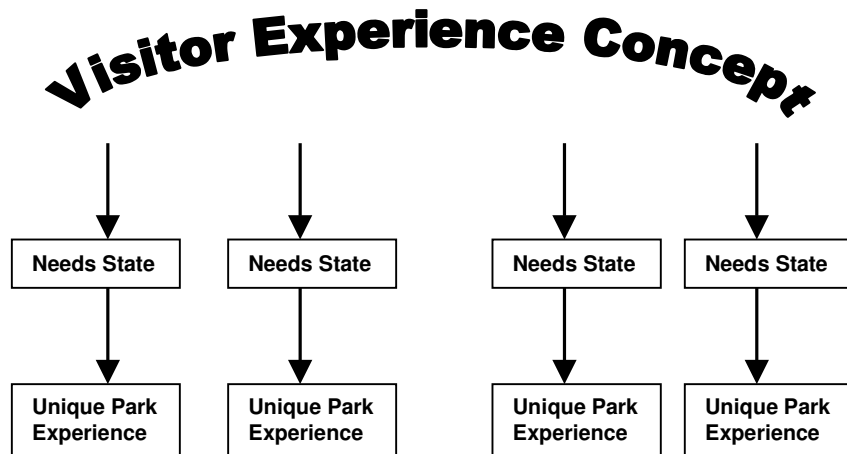 Visitor Experience Concept
Needs State
Needs State
Needs State
Needs State
Unique Park
Experience
Unique Park
Experience
Unique Park
Experience
Unique Park
Experience